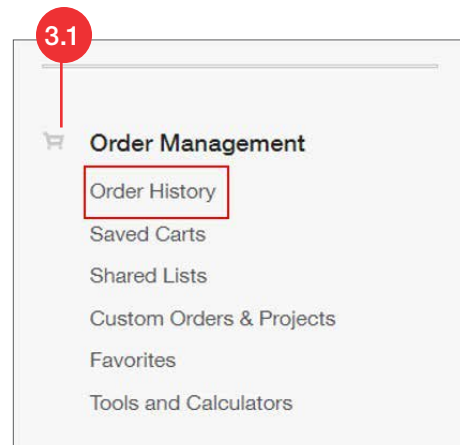 3.1
Order Management
Order History
Saved Carts
Shared Lists
Custom Orders & Projects
Favorites
Tools and Calculators